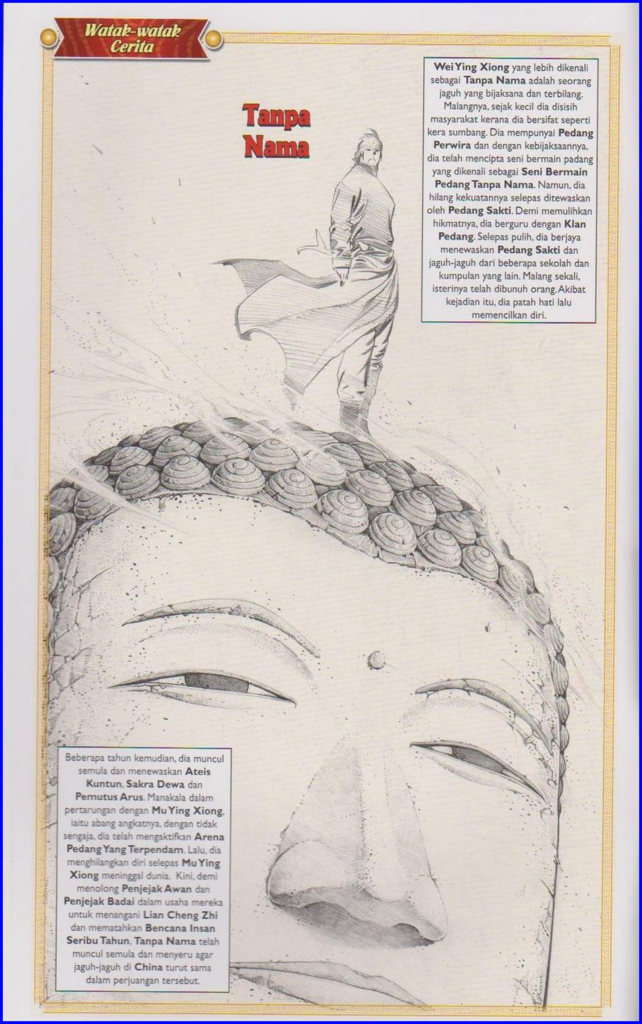 Watak-watak
Cerita
Tanpa
Nama
Wei Ying Xiong yang lebih dikenali
sebagai Tanpa Nama adalah seorang
jaguh yang bijaksana dan terbilang.
Malangnya, sejak kecil dia disisih
masyarakat kerana dia bersifat seperti
kera sumbang. Dia mempunyai Pedang
Perwira dan dengan kebijaksaannya,
dia telah mencipta seni bermain padang
yang dikenali sebagai Seni Bermain
Pedang Tanpa Nama. Namun, dia
hilang kekuatannya selepas ditewaskan
oleh Pedang Sakti. Demi memulihkan
hikmatnya, dia berguru dengan Klan
Pedang. Selepas pulih, dia berjaya
menewaskan Pedang Sakti dan
jaguh-jaguh dari beberapa sekolah dan
kumpulan yang lain. Malang sekali,
isterinya telah dibunuh orang. Akibat
kejadian itu, dia patah hati lalu
memencilkan diri.
Beberapa tahun kemudian, dia muncul
semula dan menewaskan Ateis
Kuntun, Sakra Dewa dan
Pemutus Arus. Manakala dalam
pertarungan dengan Mu Ying Xiong,
iaitu abang angkatnya, dengan tidak
sengaja, dia telah mengaktifkan Arena
Pedang Yang Terpendam. Lalu, dia
menghilangkan diri selepas Mu Ying
Xiong meninggal dunia. Kini, demi
menolong Penjejak Awan dan
Penjejak Badai dalam usaha mereka
untuk menangani Lian Cheng Zhi
dan mematahkan Bencana Insan
Seribu Tahun, Tanpa Nama telah
muncul semula dan menyeru agar
jaguh-jaguh di China turut sama
dalam perjuangan tersebut.